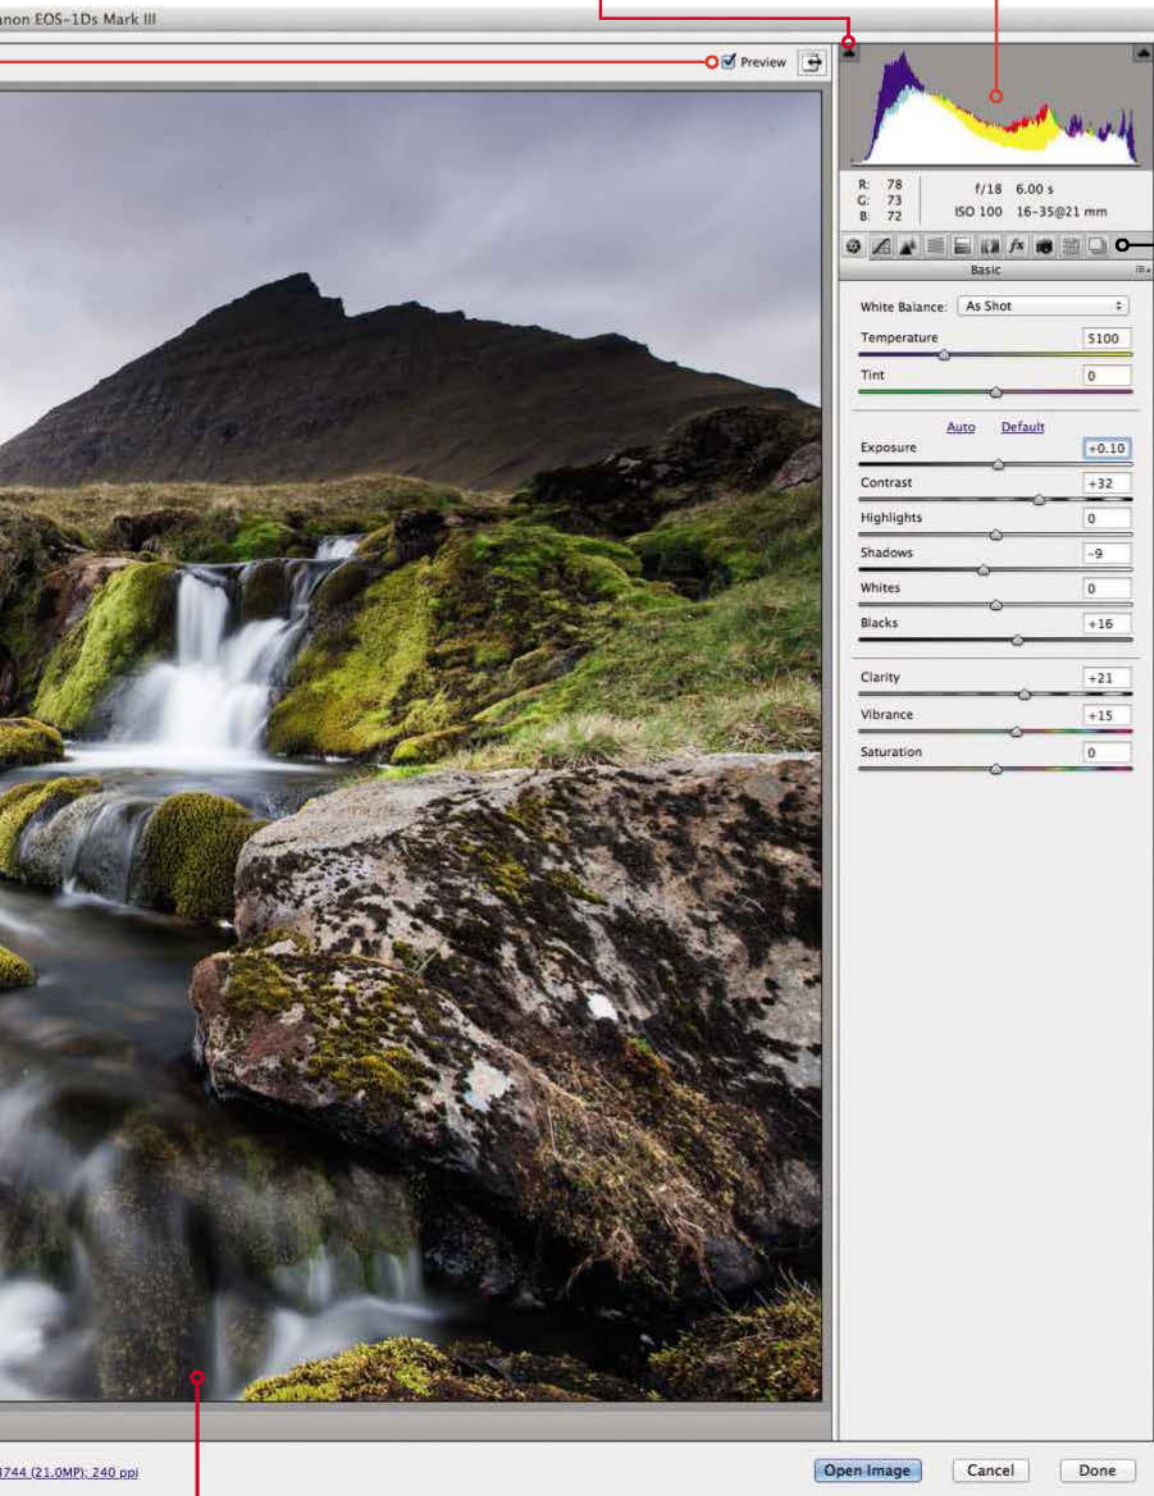 EOS-1Ds Mark III
Preview
R: 78
G: 73
B: 72
f/18 6.00 s
ISO 100 16-35@21 mm
fx
Basic
White Balance: As Shot
Temperature 5100
Tint 0
Auto Default
Exposure +0.10
Contrast +32
Highlights 0
Shadows -9
Whites 0
Blacks +16
Clarity +21
Vibrance +15
Saturation 0
(21.0MP); 240 ppi
Open Image Cancel Done